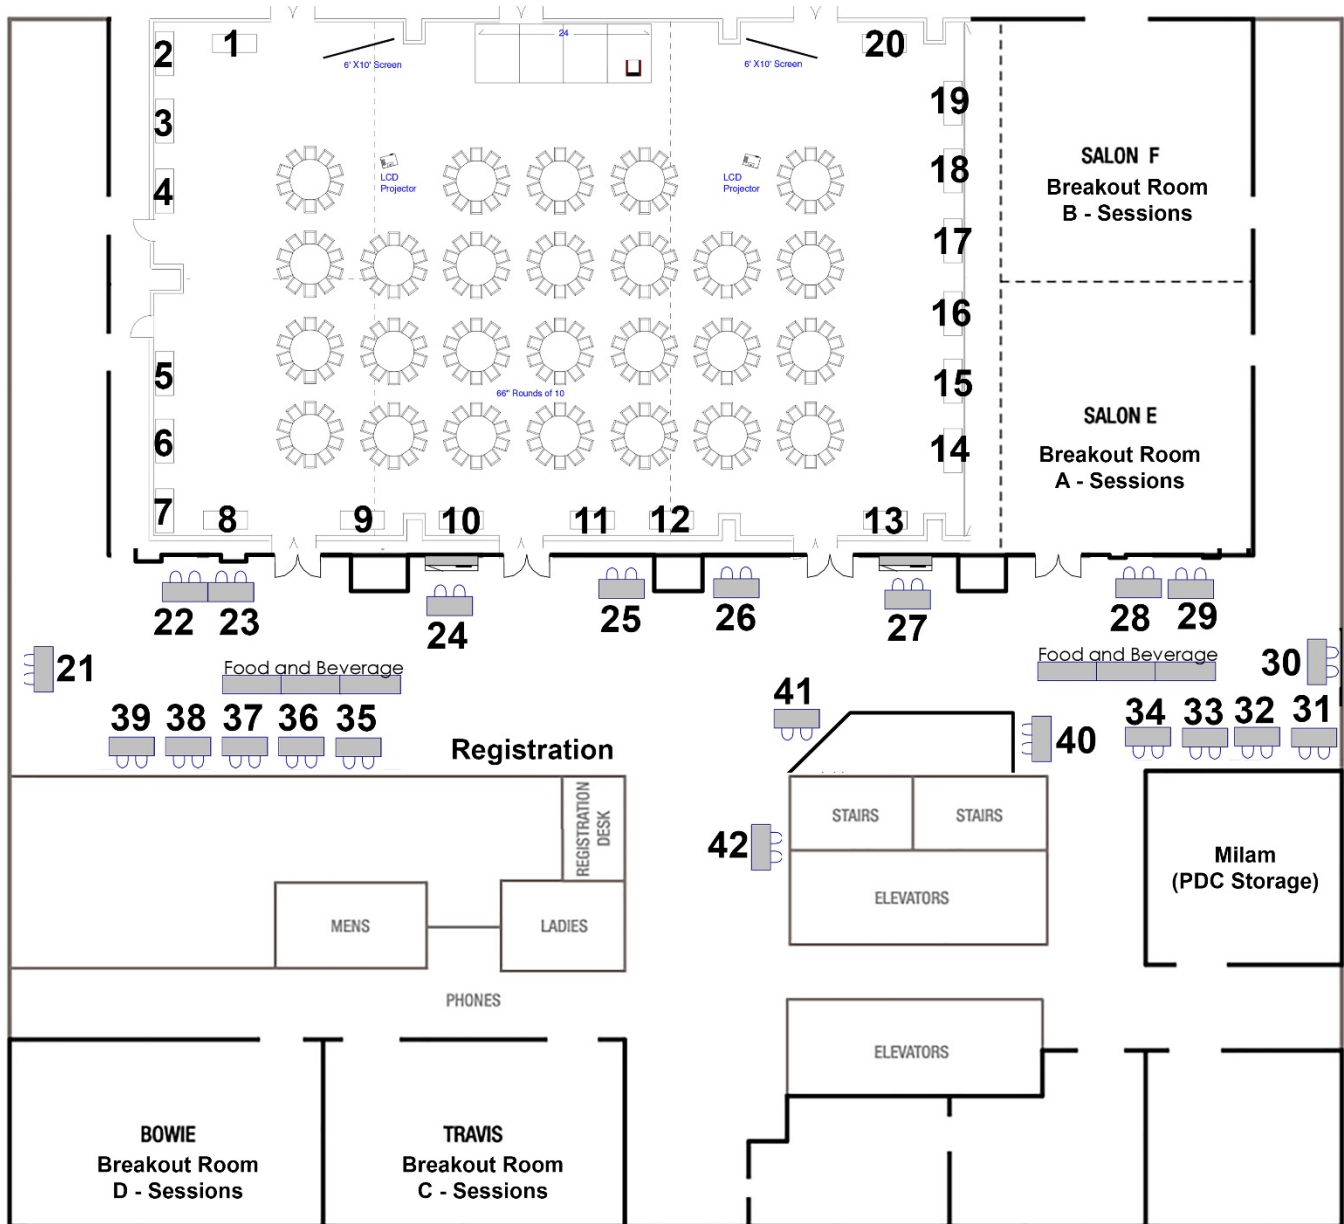 1
20
2
24
6' X10' Screen
6' X10' Screen
3
19
4
18
LCD
Projector
LCD
Projector
SALON F
Breakout Room
B - Sessions
17
16
5
15
66" Rounds of 10
6
14
SALON E
Breakout Room
A - Sessions
7
8
9
10
11
12
13
22
23
24
25
26
27
28
29
21
Food and Beverage
Food and Beverage
30
39
38
37
36
35
41
40
34
33
32
31
Registration
REGISTRATION
DESK
STAIRS
STAIRS
42
Milam
(PDC Storage)
MENS
LADIES
ELEVATORS
PHONES
ELEVATORS
BOWIE
Breakout Room
D - Sessions
TRAVIS
Breakout Room
C - Sessions